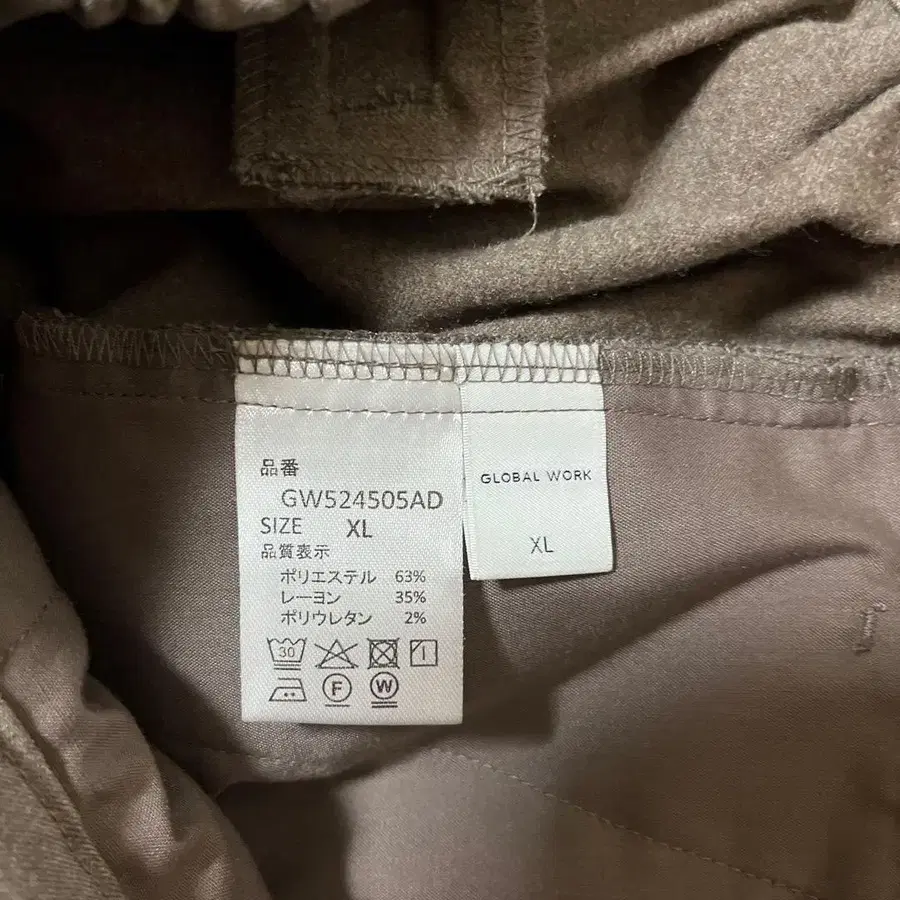 品番
GW524505AD
SIZE XL
品質表示
ポリエステル 63%
レーヨン 35%
ポリウレタン 2%
30
F W
GLOBAL WORK
XL